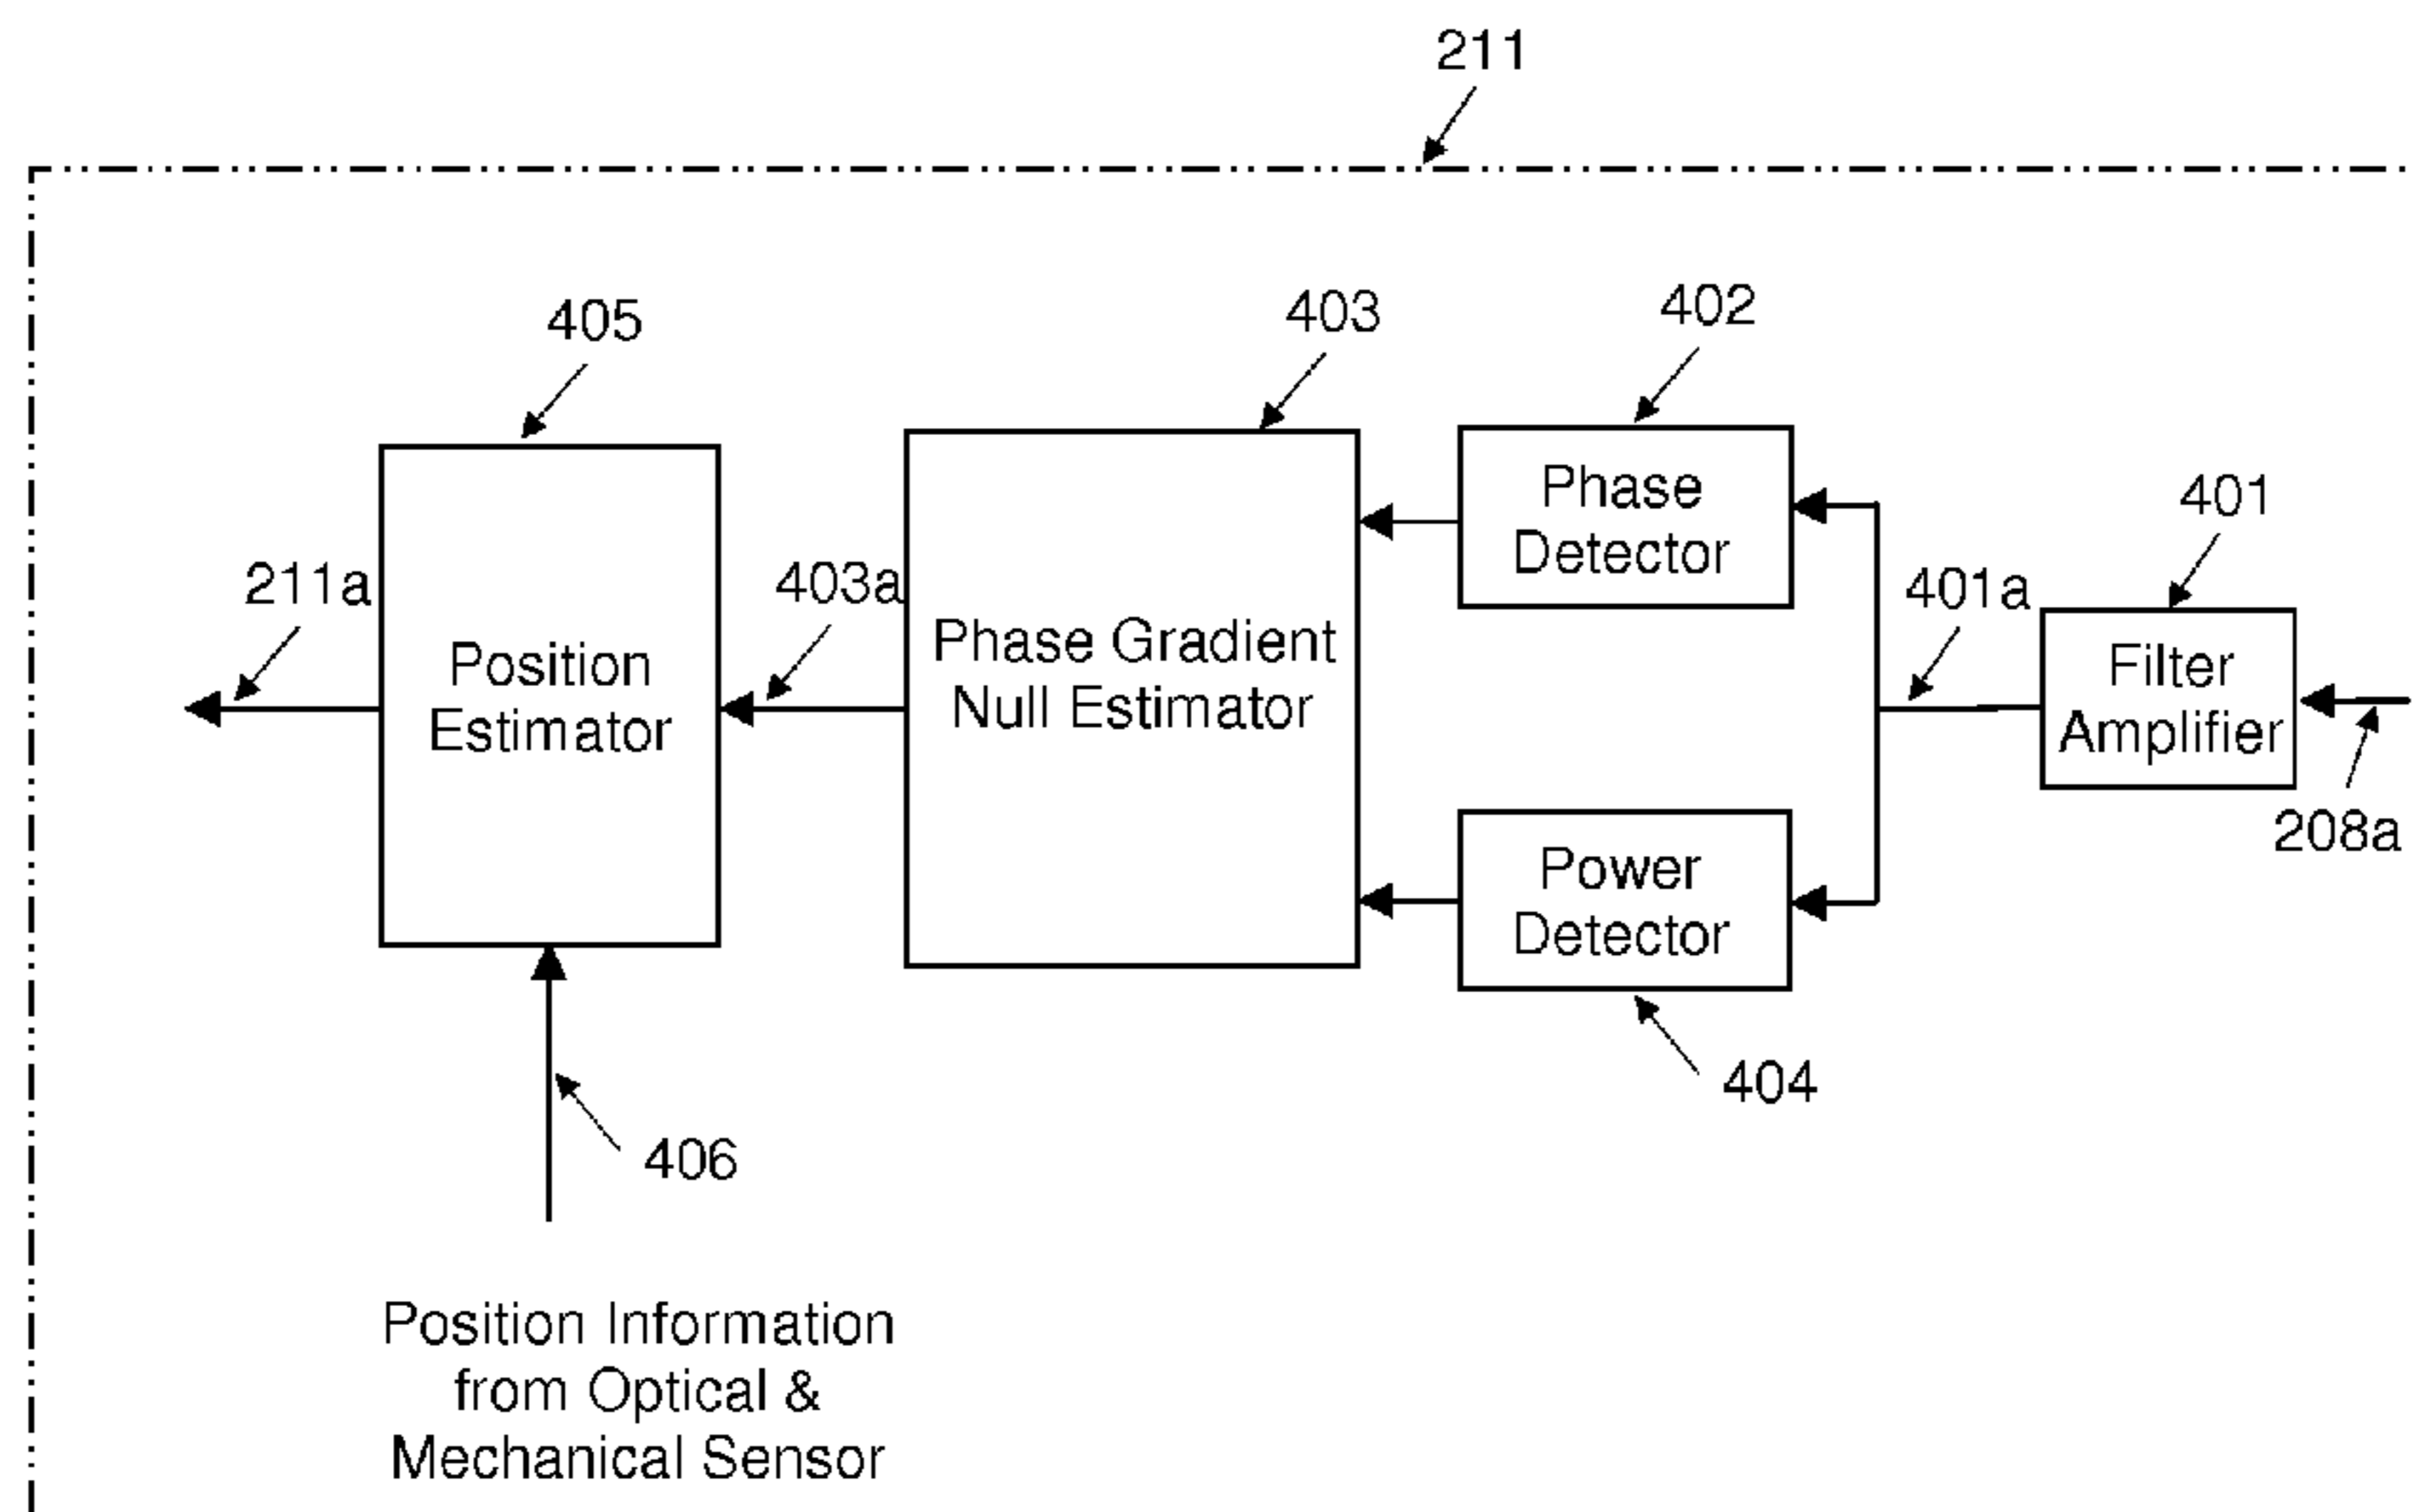 211
405
403
402
401
211a
403a
401a
208a
Position
Estimator
Phase Gradient
Null Estimator
Phase
Detector
Filter
Amplifier
Power
Detector
404
406
Position Information
from Optical &
Mechanical Sensor